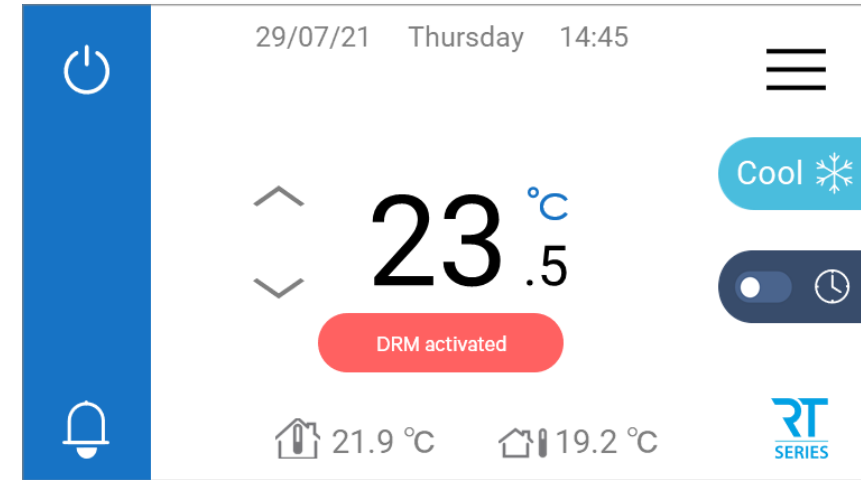 29/07/21 Thursday 14:45
Cool
23.5 °C
DRM activated
21.9 °C 19.2 °C
RT
SERIES